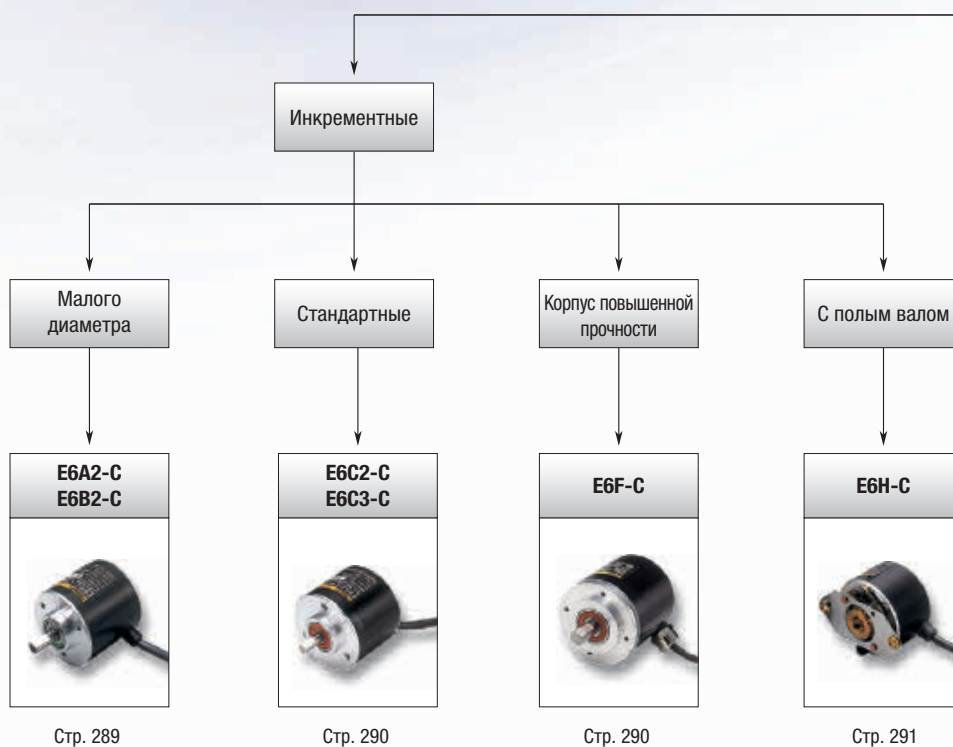 Инкрементные
Малого
диаметра
Стандартные
Корпус повышенной
прочности
С полым валом
E6A2-C
E6B2-C
E6C2-C
E6C3-C
E6F-C
E6H-C
Стр. 289
Стр. 290
Стр. 290
Стр. 291